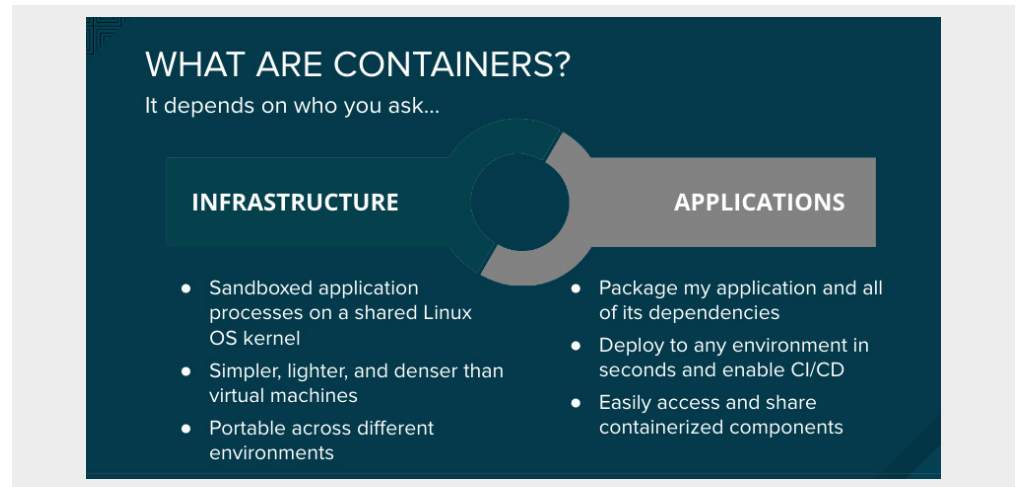 WHAT ARE CONTAINERS?
It depends on who you ask...
INFRASTRUCTURE
● Sandboxed application
processes on a shared Linux
OS kernel
● Simpler, lighter, and denser than
virtual machines
● Portable across different
environments
APPLICATIONS
● Package my application and all
of its dependencies
● Deploy to any environment in
seconds and enable CI/CD
● Easily access and share
containerized components